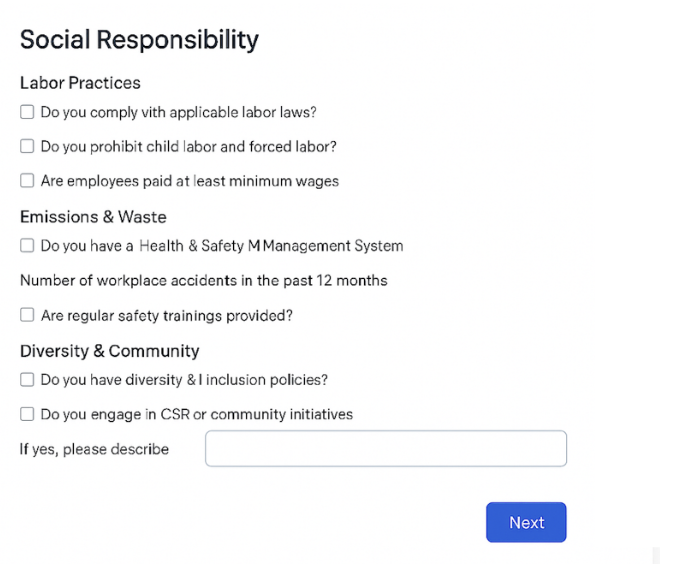 Social Responsibility
Labor Practices
Do you comply vith applicable labor laws?
Do you prohibit child labor and forced labor?
Are employees paid at least minimum wages
Emissions & Waste
Do you have a Health & Safety M Management System
Number of workplace accidents in the past 12 months
Are regular safety trainings provided?
Diversity & Community
Do you have diversity & l inclusion policies?
Do you engage in CSR or community initiatives
If yes, please describe
Next